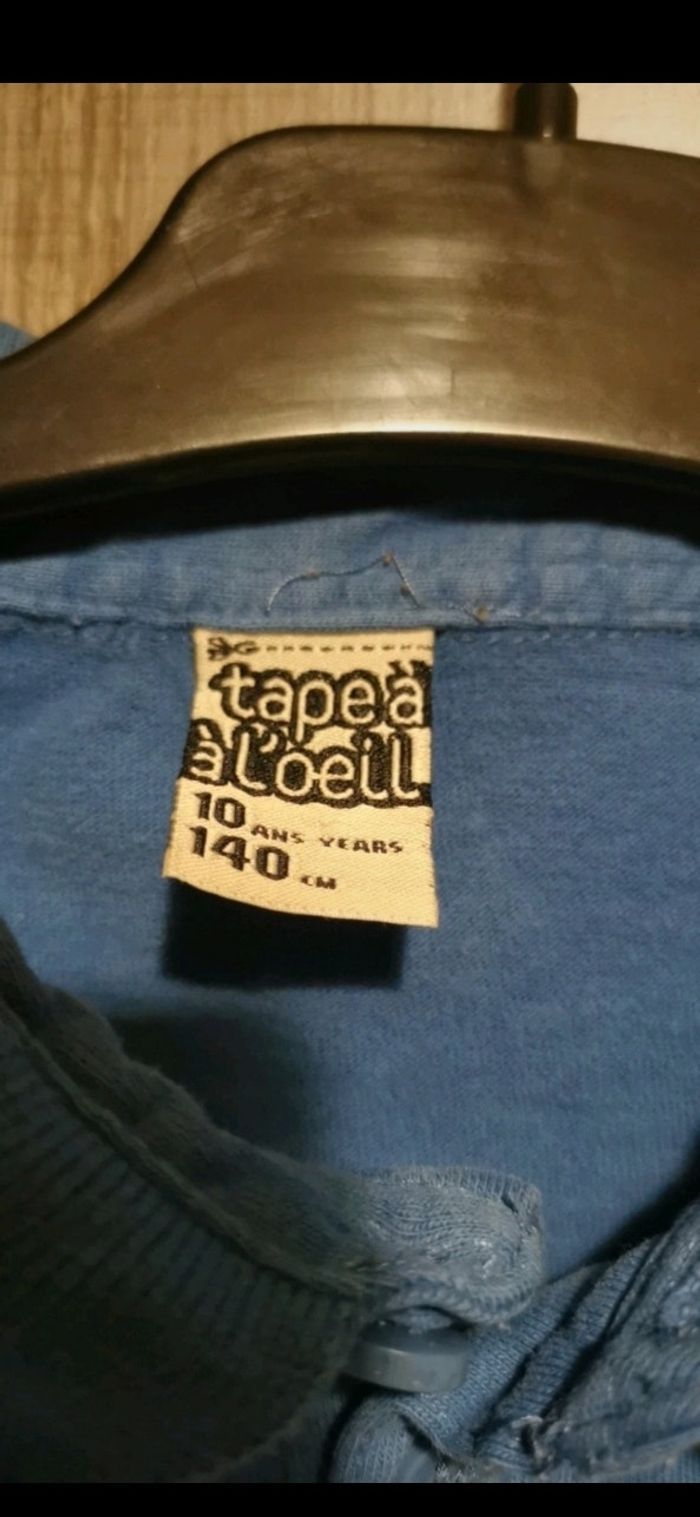 tape à
à l'oeil
10 ANS YEARS
140 CM